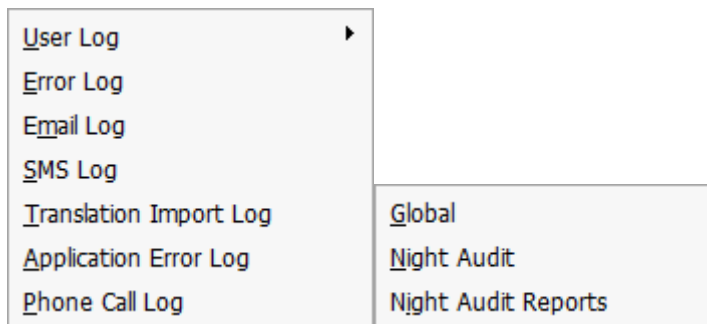 User Log
Error Log
Email Log
SMS Log
Translation Import Log
Application Error Log
Phone Call Log
Global
Night Audit
Night Audit Reports